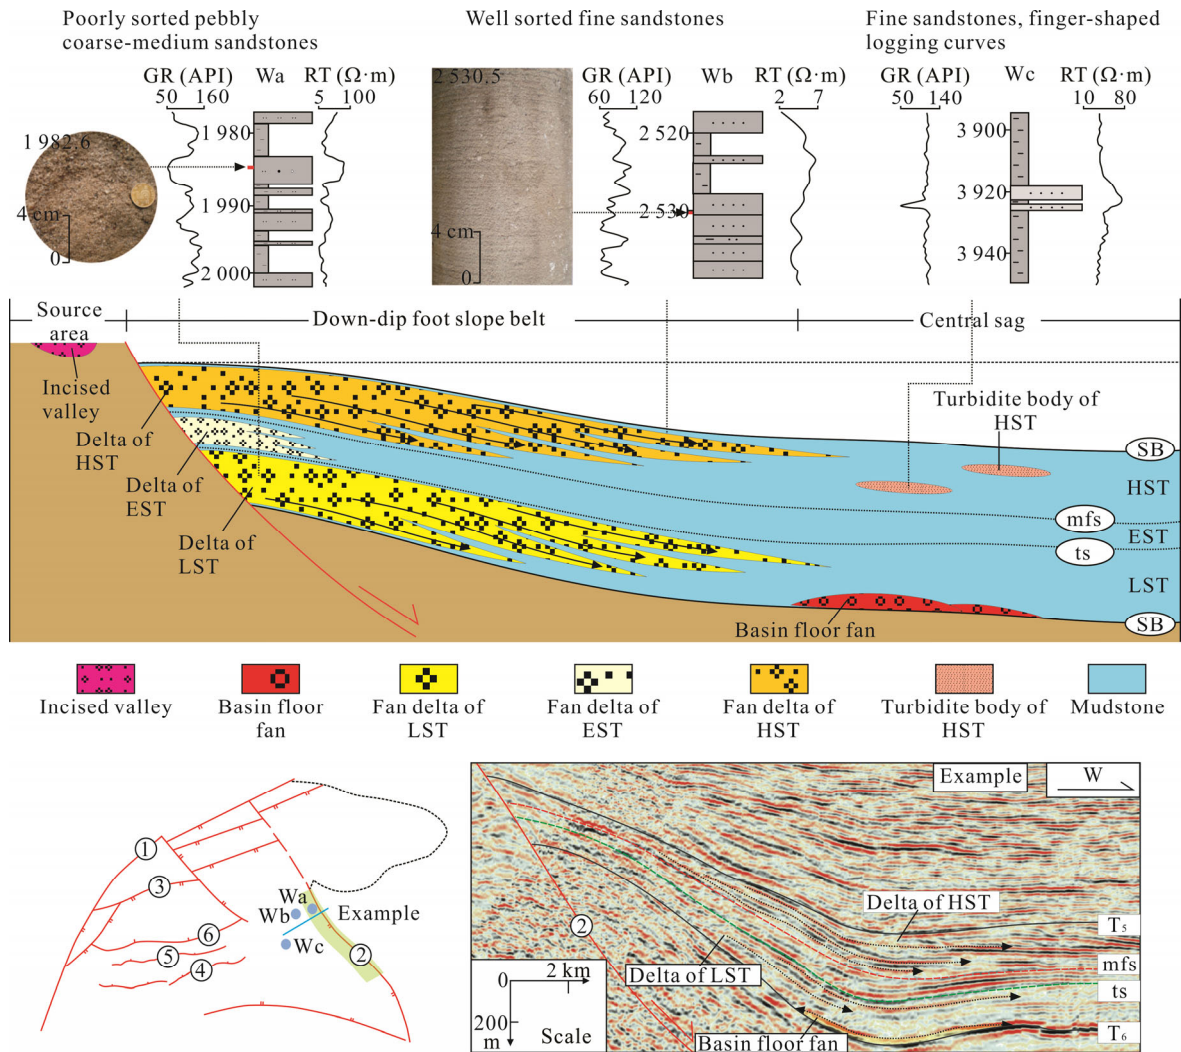 Poorly sorted pebbly
coarse-medium sandstones
Well sorted fine sandstones
Fine sandstones, finger-shaped
logging curves
GR (API) Wa RT (Ω·m)
50 160 5 100
1 982.6
1 980
1 990
2 000
4 cm
0
2 530.5
GR (API) Wb RT (Ω·m)
60 120 2 7
2 520
2 530
4 cm
0
GR (API) Wc RT (Ω·m)
50 140 10 80
3 900
3 920
3 940
Source
area
Down-dip foot slope belt
Central sag
Incised
valley
Delta of
HST
Delta of
EST
Delta of
LST
Turbidite body of
HST
SB
HST
mfs
EST
ts
LST
SB
Basin floor fan
Incised valley
Basin floor
fan
Fan delta of
LST
Fan delta of
EST
Fan delta of
HST
Turbidite body of
HST
Mudstone
①
③
⑥
⑤
④
②
Wa
Wb
Wc
Example
Example
W
②
Delta of HST
Delta of LST
Basin floor fan
T₅
mfs
ts
T₆
2 km
0
200
m
Scale